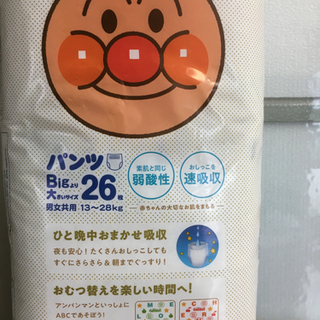 パンツ
素肌と同じ
弱酸性
おしっこを
速吸収
Bigより
大きいサイズ
26枚
男女共用 13〜28kg
赤ちゃんの大切なお肌をまもる
ひと晩中おまかせ吸収
夜も安心!たくさんおしっこしても
すぐにさらさら&朝までぐっすり!
おむつ替えを楽しい時間へ!
アンパンマンといっしょに
ABCであそぼう!